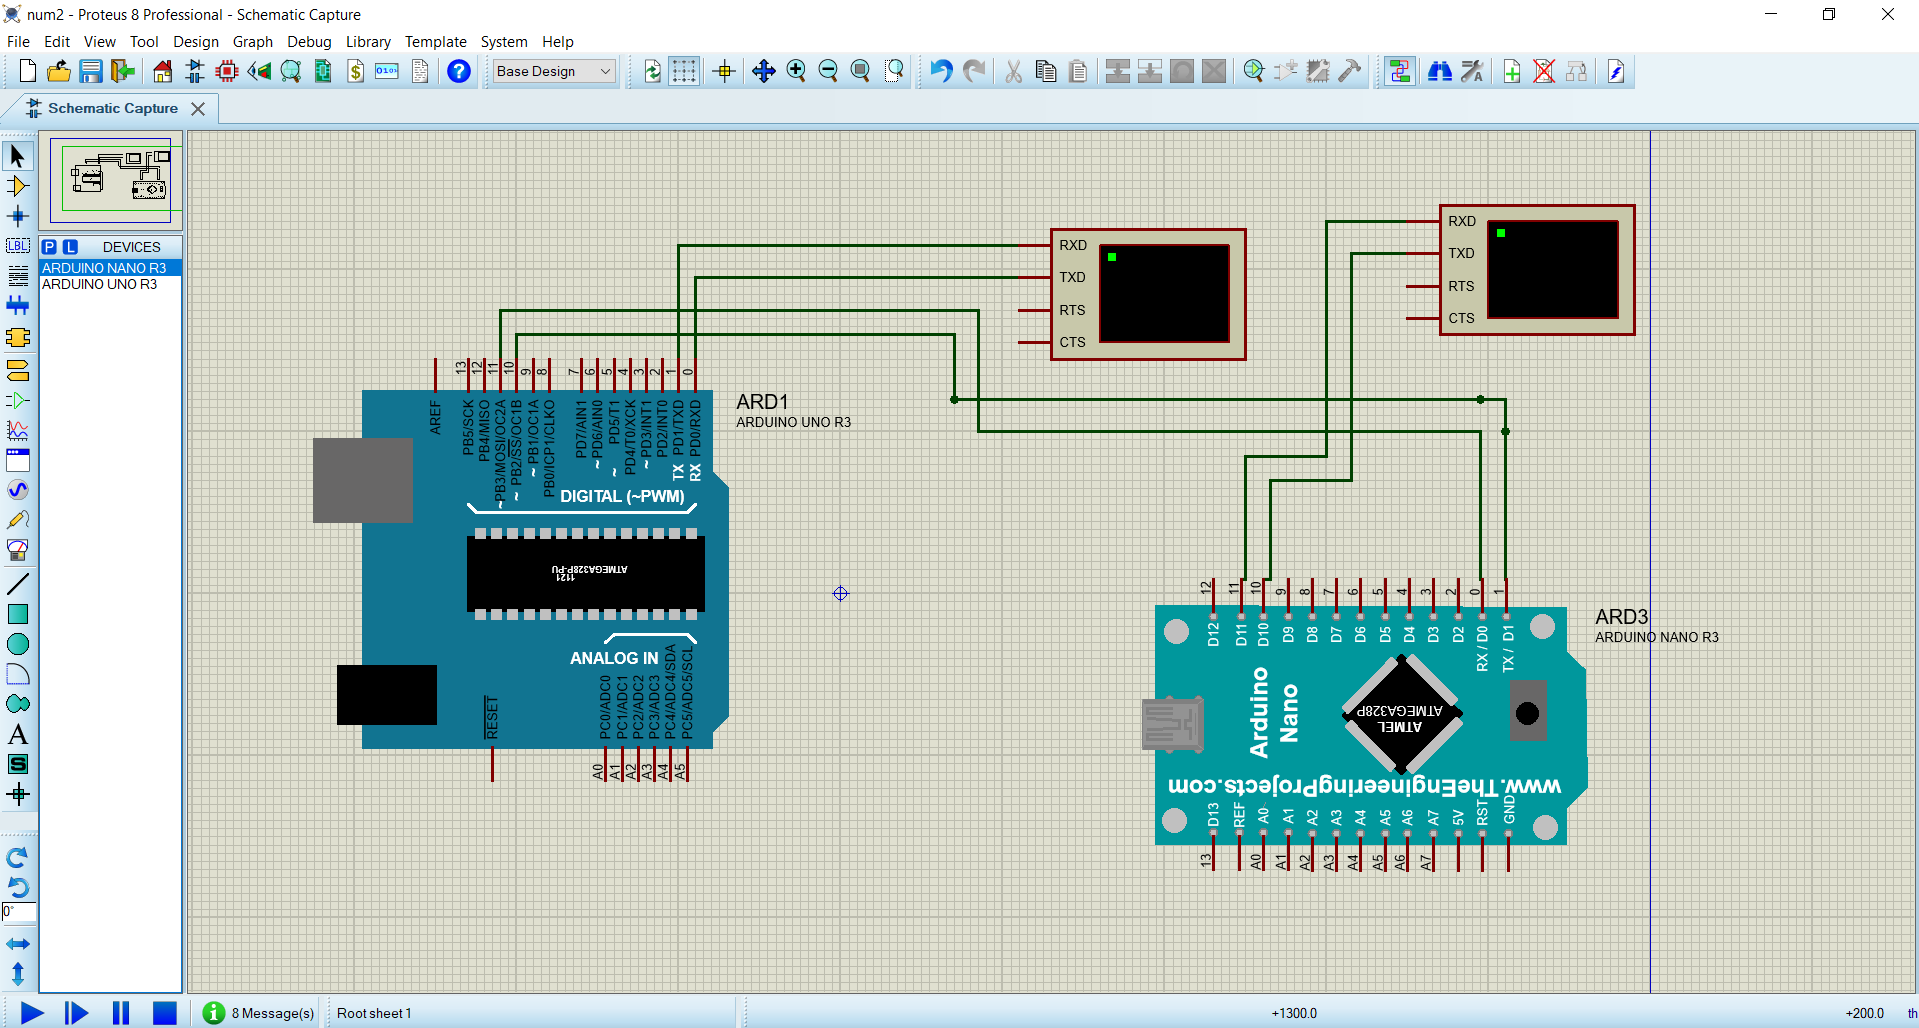 num2 - Proteus 8 Professional - Schematic Capture
File Edit View Tool Design Graph Debug Library Template System Help
Base Design
Schematic Capture
P L DEVICES
ARDUINO NANO R3
ARDUINO UNO R3
LBL
A
S
0°
RXD
TXD
RTS
CTS
RXD
TXD
RTS
CTS
13 12 11 10 9 8 7 6 5 4 3 2 1 0
AREF
PB5/SCK
PB4/MISO
~PB3/MOSI/OC2A
~PB2/SS/OC1B
~PB1/OC1A
PB0/ICP1/CLKO
PD7/AIN1
~PD6/AIN0
~PD5/T1
PD4/T0/XCK
~PD3/INT1
PD2/INT0
TX PD1/TXD
RX PD0/RXD
DIGITAL (~PWM)
ARD1
ARDUINO UNO R3
1121
ATMEGA328P-PU
ANALOG IN
RESET
PC0/ADC0
PC1/ADC1
PC2/ADC2
PC3/ADC3
PC4/ADC4/SDA
PC5/ADC5/SCL
A0 A1 A2 A3 A4 A5
12 11 10 9 8 7 6 5 4 3 2 0 1
D12 D11 D10 D9 D8 D7 D6 D5 D4 D3 D2 RX / D0 TX / D1
ARD3
ARDUINO NANO R3
Arduino
Nano
ATMEL
ATMEGA328P
www.TheEngineeringProjects.com
D13 REF A0 A1 A2 A3 A4 A5 A6 A7 5V RST GND
13 A0 A1 A2 A3 A4 A5 A6 A7
8 Message(s)
Root sheet 1
+1300.0
+200.0
th